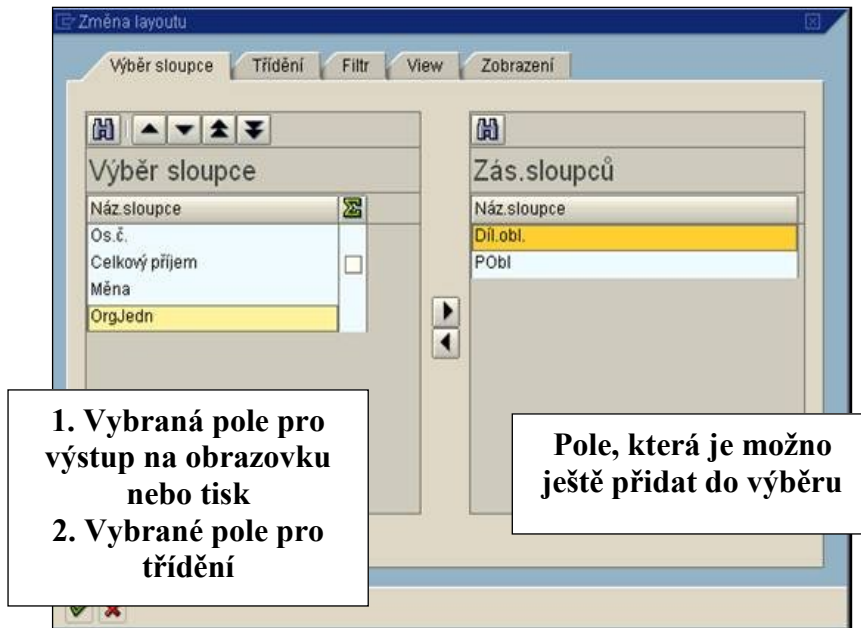 Změna layoutu
Výběr sloupce Třídění Filtr View Zobrazení
Výběr sloupce
Náz.sloupce
Os.č.
Celkový příjem
Měna
OrgJedn
Zás.sloupců
Náz.sloupce
Díl.obl.
PObl
1. Vybraná pole pro
výstup na obrazovku
nebo tisk
2. Vybrané pole pro
třídění
Pole, která je možno
ještě přidat do výběru